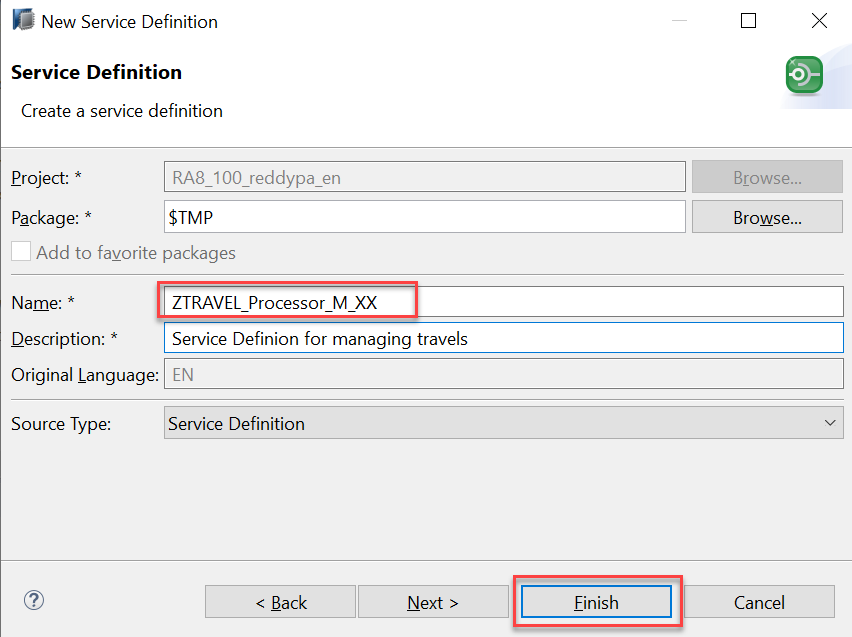 New Service Definition
Service Definition
Create a service definition
Project: * RA8_100_reddypa_en Browse...
Package: * $TMP Browse...
Add to favorite packages
Name: * ZTRAVEL_Processor_M_XX
Description: * Service Definion for managing travels
Original Language: EN
Source Type: Service Definition
? < Back Next > Finish Cancel